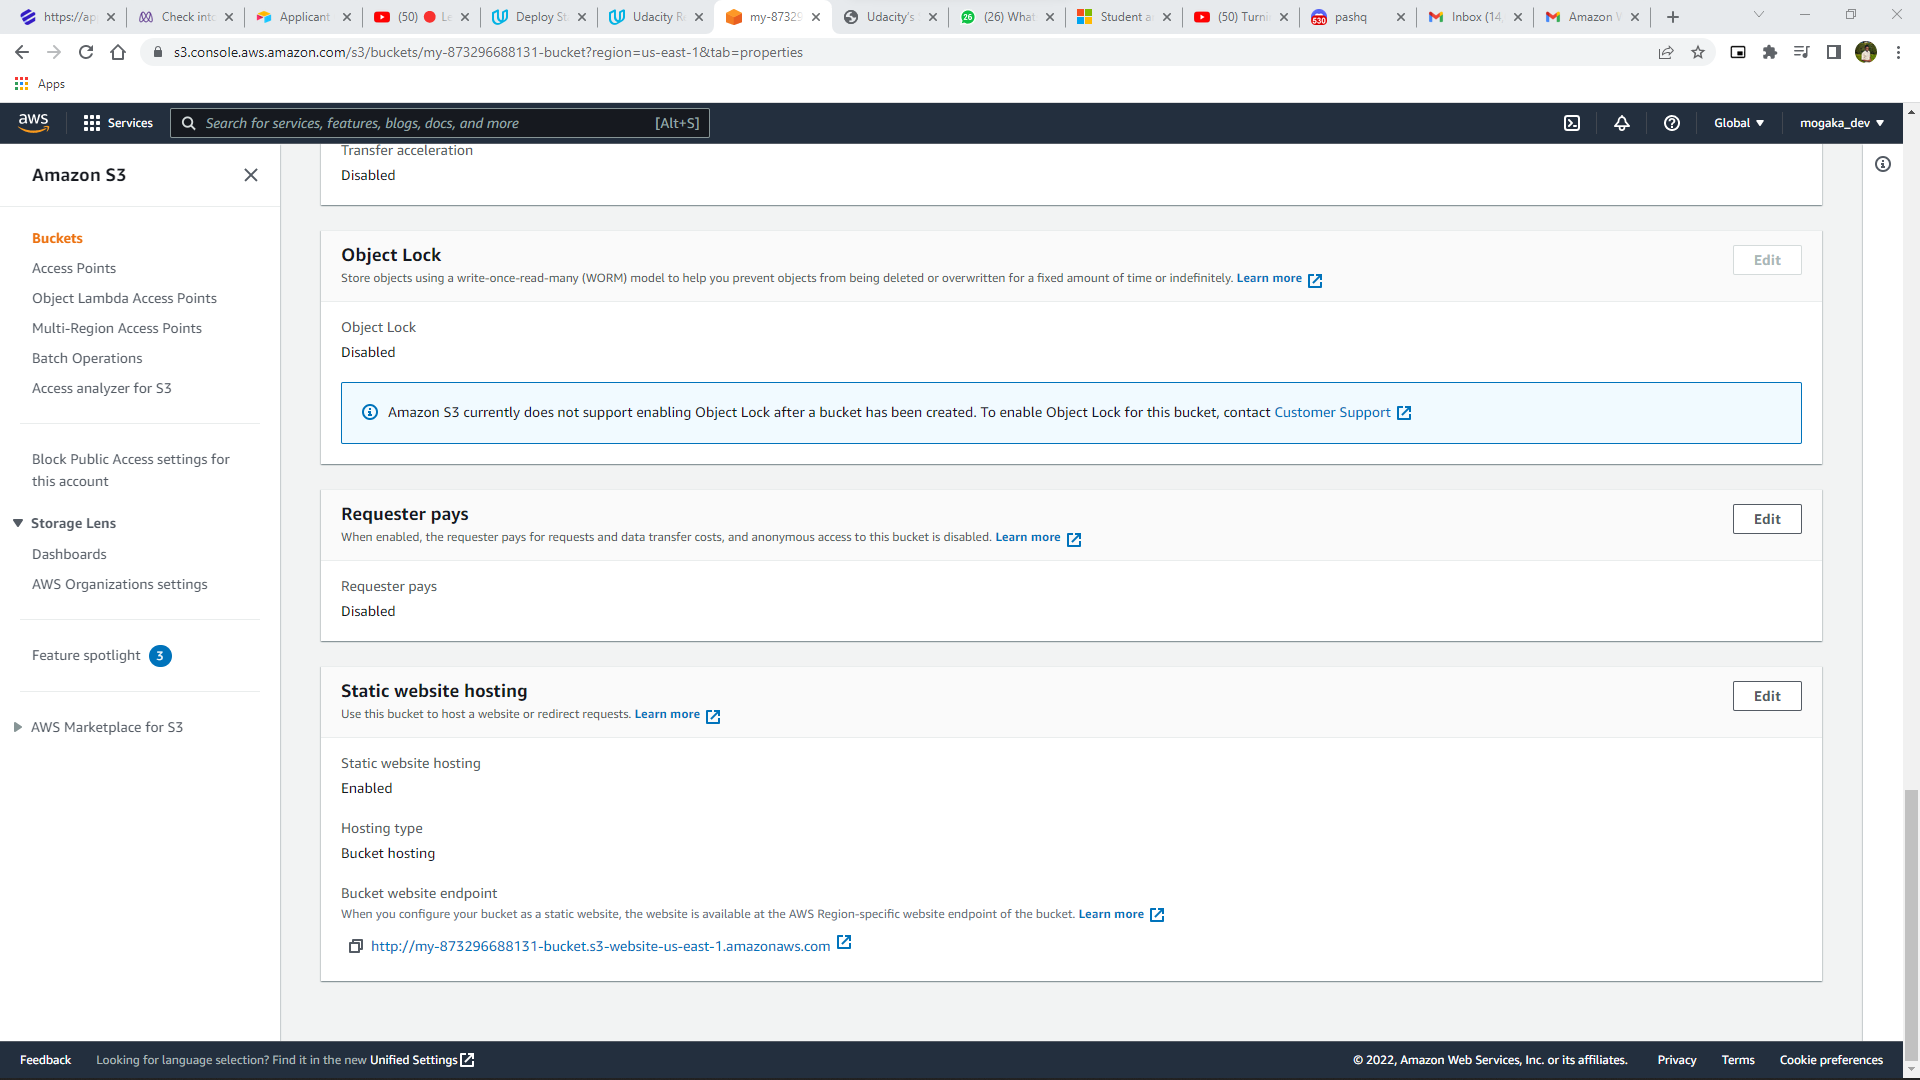 https://ap
Check into
Applicant
(50) 🔴 Le
Deploy St
Udacity R
my-87329
Udacity's
(26) What
Student a
(50) Turni
pashq
Inbox (14
Amazon W
s3.console.aws.amazon.com/s3/buckets/my-873296688131-bucket?region=us-east-1&tab=properties
Apps
aws
Services
Search for services, features, blogs, docs, and more
[Alt+S]
Global
mogaka_dev
Amazon S3
Buckets
Access Points
Object Lambda Access Points
Multi-Region Access Points
Batch Operations
Access analyzer for S3
Block Public Access settings for
this account
Storage Lens
Dashboards
AWS Organizations settings
Feature spotlight 3
AWS Marketplace for S3
Transfer acceleration
Disabled
Object Lock
Edit
Store objects using a write-once-read-many (WORM) model to help you prevent objects from being deleted or overwritten for a fixed amount of time or indefinitely. Learn more
Object Lock
Disabled
Amazon S3 currently does not support enabling Object Lock after a bucket has been created. To enable Object Lock for this bucket, contact Customer Support
Requester pays
Edit
When enabled, the requester pays for requests and data transfer costs, and anonymous access to this bucket is disabled. Learn more
Requester pays
Disabled
Static website hosting
Edit
Use this bucket to host a website or redirect requests. Learn more
Static website hosting
Enabled
Hosting type
Bucket hosting
Bucket website endpoint
When you configure your bucket as a static website, the website is available at the AWS Region-specific website endpoint of the bucket. Learn more
http://my-873296688131-bucket.s3-website-us-east-1.amazonaws.com
Feedback
Looking for language selection? Find it in the new Unified Settings
© 2022, Amazon Web Services, Inc. or its affiliates.
Privacy
Terms
Cookie preferences